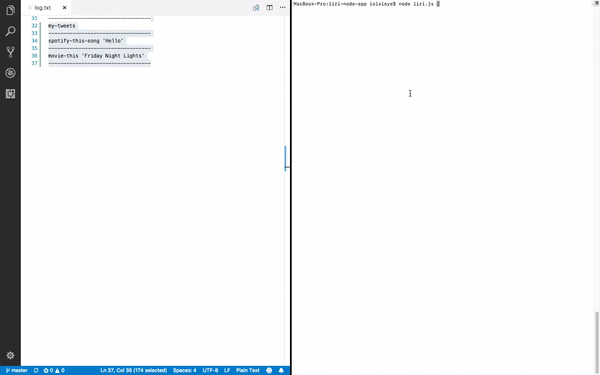 log.txt
31 ------------------------------
32 my-tweets
33 ------------------------------
34 spotify-this-song 'Hello'
35 ------------------------------
36 movie-this 'Friday Night Lights'
37 ------------------------------
master 0 0 Ln 37, Col 35 (174 selected) Spaces: 4 UTF-8 LF Plain Text
MacBook-Pro:liri-node-app iolaleye$ node liri.js